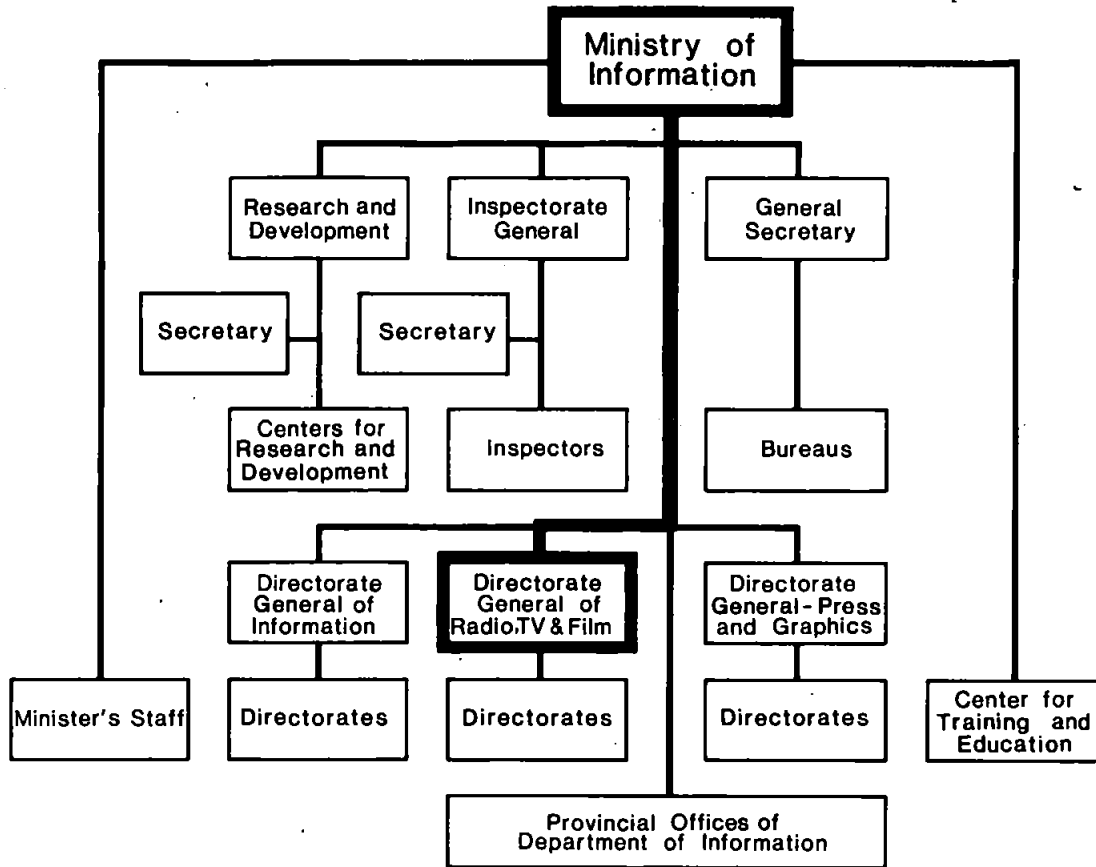 Ministry of
Information
Research and
Development
Inspectorate
General
General
Secretary
Secretary
Secretary
Centers for
Research and
Development
Inspectors
Bureaus
Directorate
General of
Information
Directorate
General of
Radio,TV & Film
Directorate
General-Press
and Graphics
Minister's Staff
Directorates
Directorates
Directorates
Center for
Training and
Education
Provincial Offices of
Department of Information